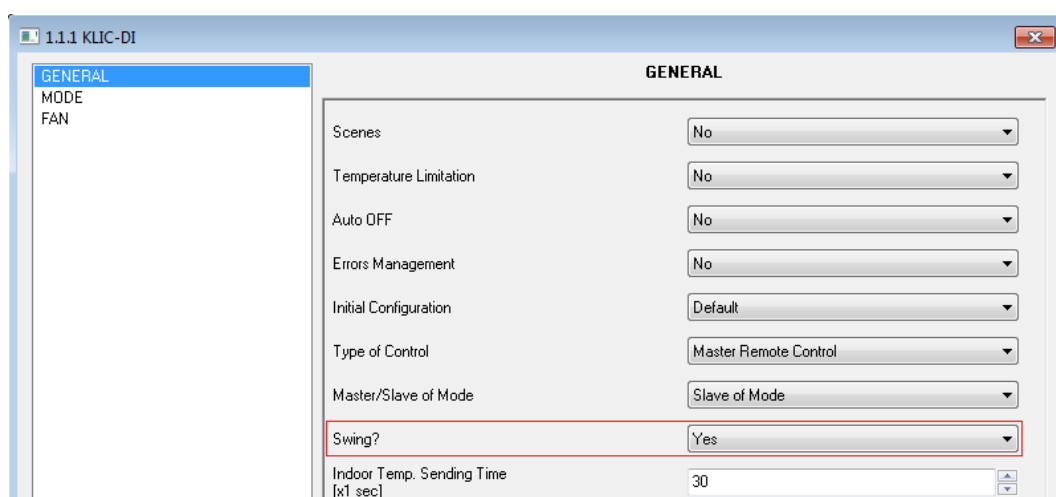 1.1.1 KLIC-DI
GENERAL
MODE
FAN
GENERAL
Scenes No
Temperature Limitation No
Auto OFF No
Errors Management No
Initial Configuration Default
Type of Control Master Remote Control
Master/Slave of Mode Slave of Mode
Swing? Yes
Indoor Temp. Sending Time 30
[x1 sec]